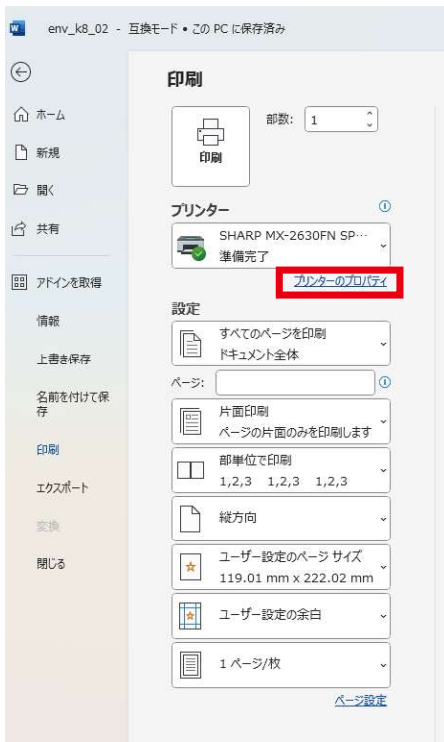 env_k8_02 - 互換モード • この PC に保存済み
印刷
ホーム
新規
開く
共有
アドインを取得
情報
上書き保存
名前を付けて保
存
印刷
エクスポート
変換
閉じる
印刷
部数: 1
プリンター
SHARP MX-2630FN SP…
準備完了
プリンターのプロパティ
設定
すべてのページを印刷
ドキュメント全体
ページ:
片面印刷
ページの片面のみを印刷します
部単位で印刷
1,2,3 1,2,3 1,2,3
縦方向
ユーザー設定のページ サイズ
119.01 mm x 222.02 mm
ユーザー設定の余白
1 ページ/枚
ページ設定